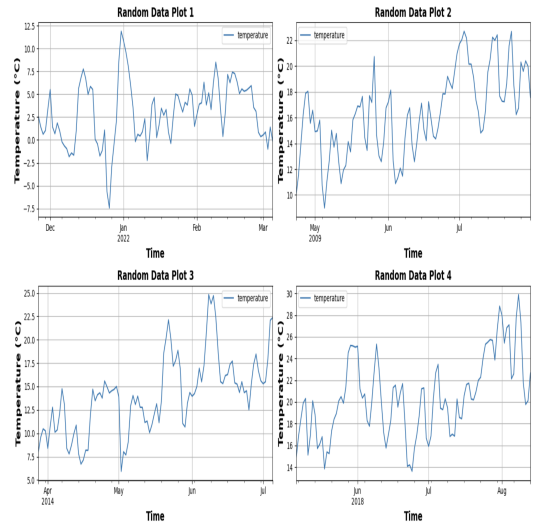 Random Data Plot 1
Temperature (°C)
12.5
10.0
7.5
5.0
2.5
0.0
−2.5
−5.0
−7.5
temperature
Dec
Jan
2022
Feb
Mar
Time
Random Data Plot 2
Temperature (°C)
22
20
18
16
14
12
10
temperature
May
2009
Jun
Jul
Time
Random Data Plot 3
Temperature (°C)
25.0
22.5
20.0
17.5
15.0
12.5
10.0
7.5
5.0
temperature
Apr
2014
May
Jun
Jul
Time
Random Data Plot 4
Temperature (°C)
30
28
26
24
22
20
18
16
14
temperature
Jun
2018
Jul
Aug
Time